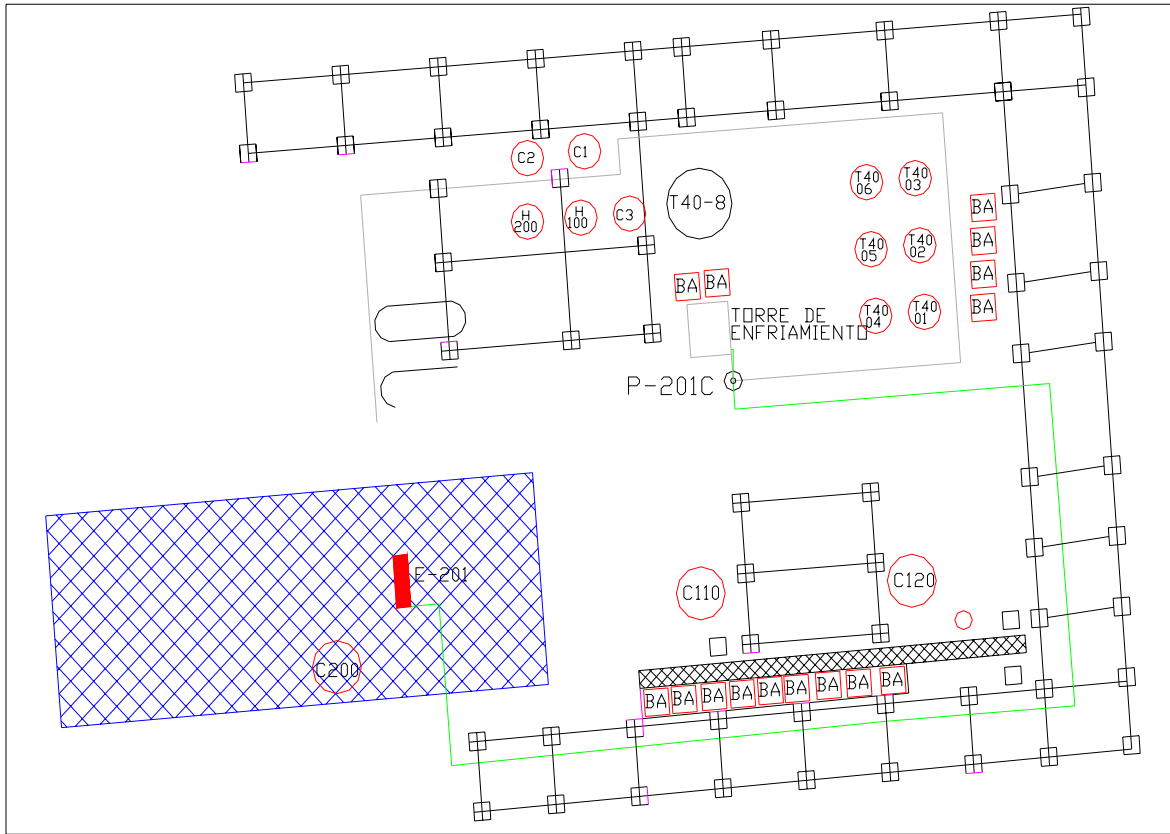 C2
C1
T40
06
T40
03
T40-8
H
200
H
100
C3
BA
BA
T40
05
T40
02
BA
BA
BA
BA
T40
04
T40
01
TORRE DE
ENFRIAMIENTO
P-201C
E-201
C110
C120
C200
BA
BA
BA
BA
BA
BA
BA
BA
BA